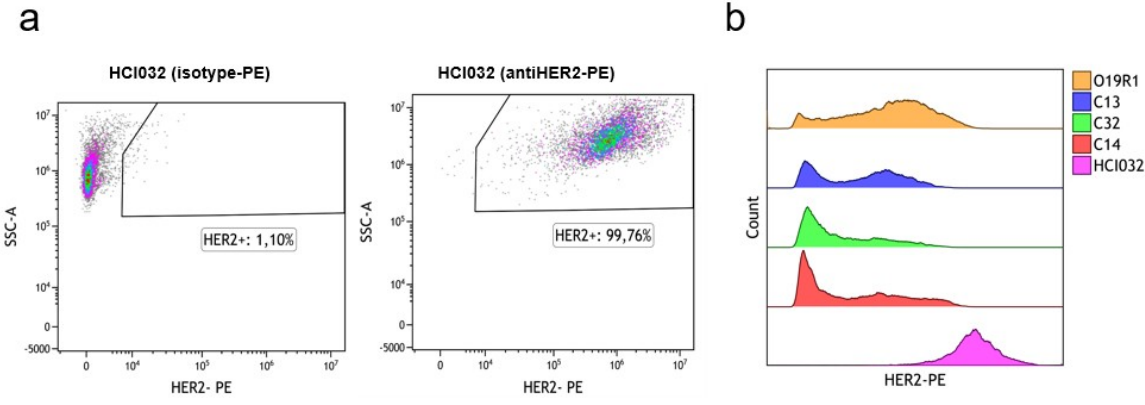 a
b
HCI032 (isotype-PE)
HCI032 (antiHER2-PE)
10⁷
10⁶
10⁵
10⁴
0
-5000
SSC-A
HER2+: 1,10%
0
10⁴
10⁵
10⁶
10⁷
HER2- PE
10⁷
10⁶
10⁵
10⁴
0
-5000
SSC-A
HER2+: 99,76%
0
10⁴
10⁵
10⁶
10⁷
HER2- PE
Count
HER2-PE
O19R1
C13
C32
C14
HCI032